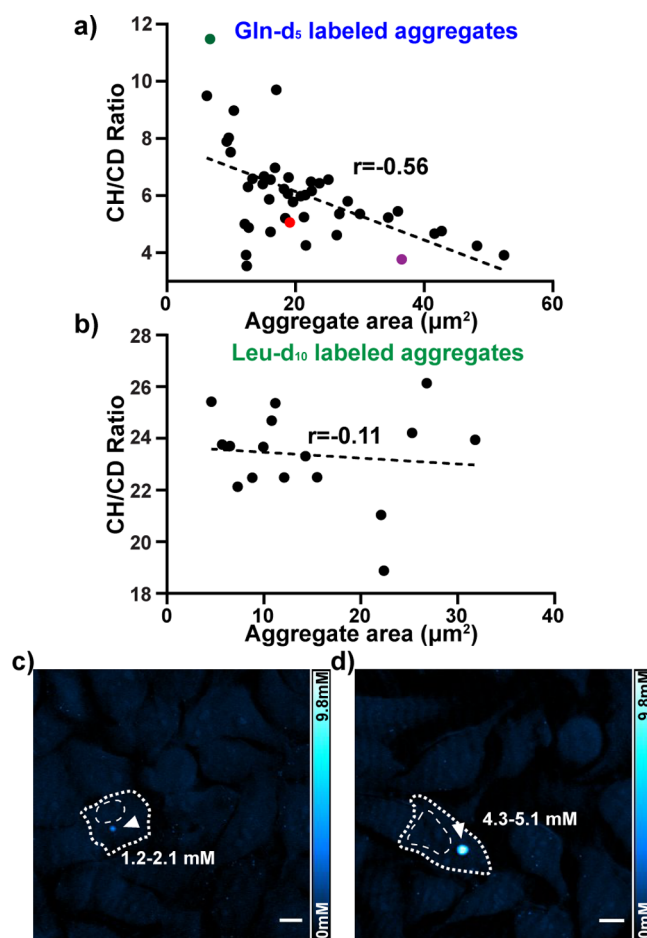 a)
Gln-d₅ labeled aggregates
CH/CD Ratio
12
10
8
6
4
r=-0.56
0
20
40
60
Aggregate area (µm²)
b)
Leu-d₁₀ labeled aggregates
CH/CD Ratio
28
26
24
22
20
18
r=-0.11
0
10
20
30
40
Aggregate area (µm²)
c)
1.2-2.1 mM
9.8mM
0mM
d)
4.3-5.1 mM
9.8mM
0mM